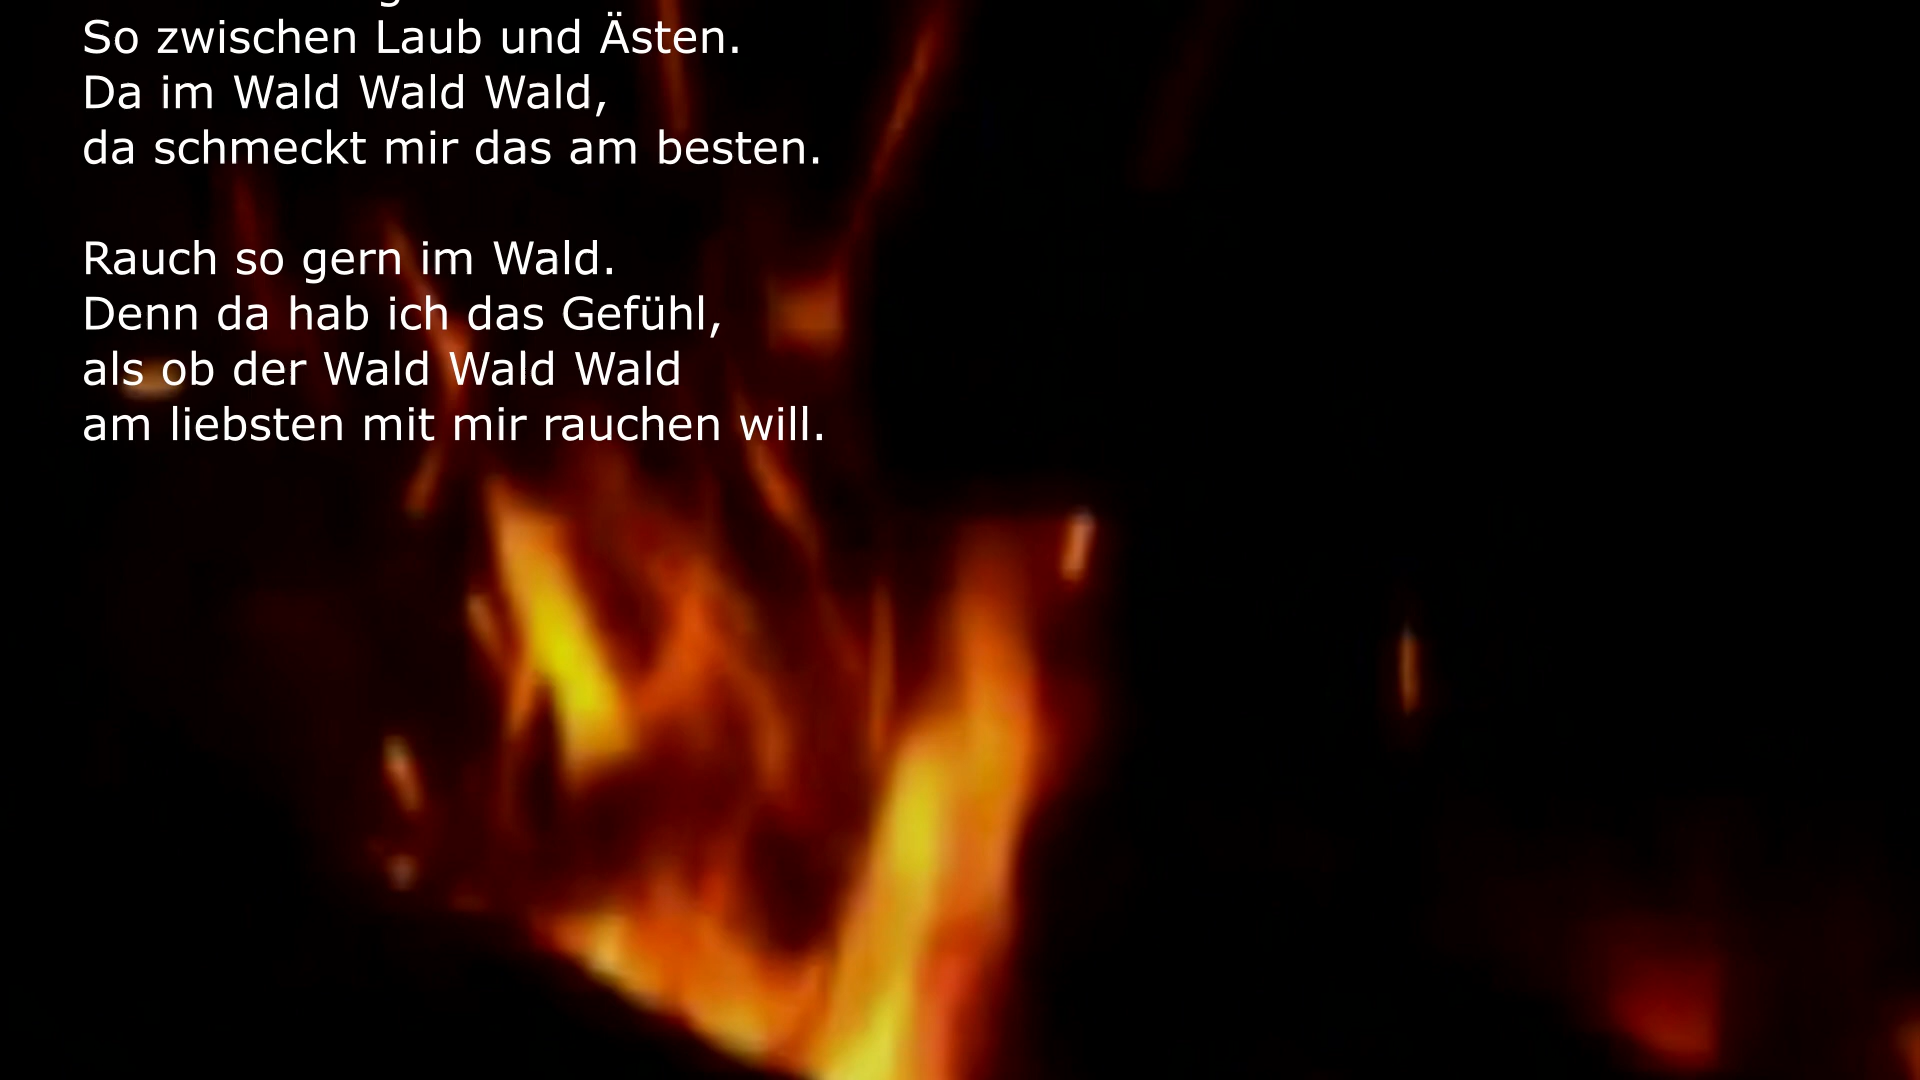 So zwischen Laub und Ästen.
Da im Wald Wald Wald,
da schmeckt mir das am besten.
Rauch so gern im Wald.
Denn da hab ich das Gefühl,
als ob der Wald Wald Wald
am liebsten mit mir rauchen will.